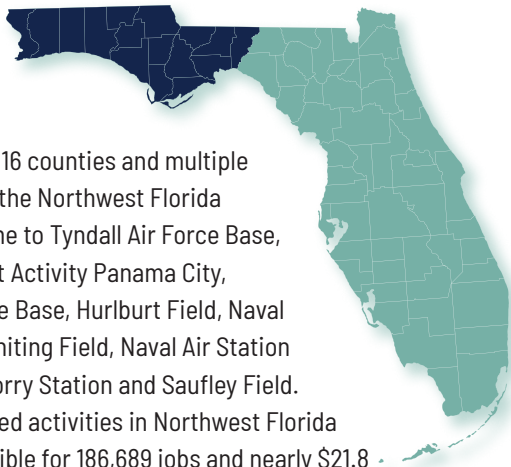 16 counties and multiple
the Northwest Florida
ne to Tyndall Air Force Base,
t Activity Panama City,
e Base, Hurlburt Field, Naval
hiting Field, Naval Air Station
orry Station and Saufley Field.
ed activities in Northwest Florida
ible for 186,689 jobs and nearly $21.8